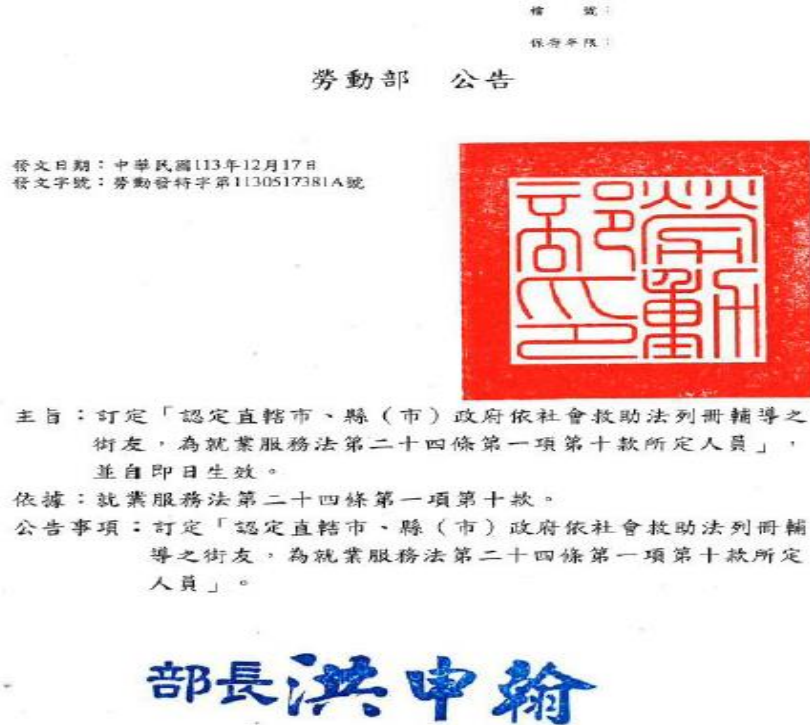 檔 號：
保存年限：
勞動部 公告
發文日期：中華民國113年12月17日
發文字號：勞動發特字第1130517381A號
勞動部印
主旨：訂定「認定直轄市、縣（市）政府依社會救助法列冊輔導之
街友，為就業服務法第二十四條第一項第十款所定人員」，
並自即日生效。
依據：就業服務法第二十四條第一項第十款。
公告事項：訂定「認定直轄市、縣（市）政府依社會救助法列冊輔
導之街友，為就業服務法第二十四條第一項第十款所定
人員」。
部長洪申翰